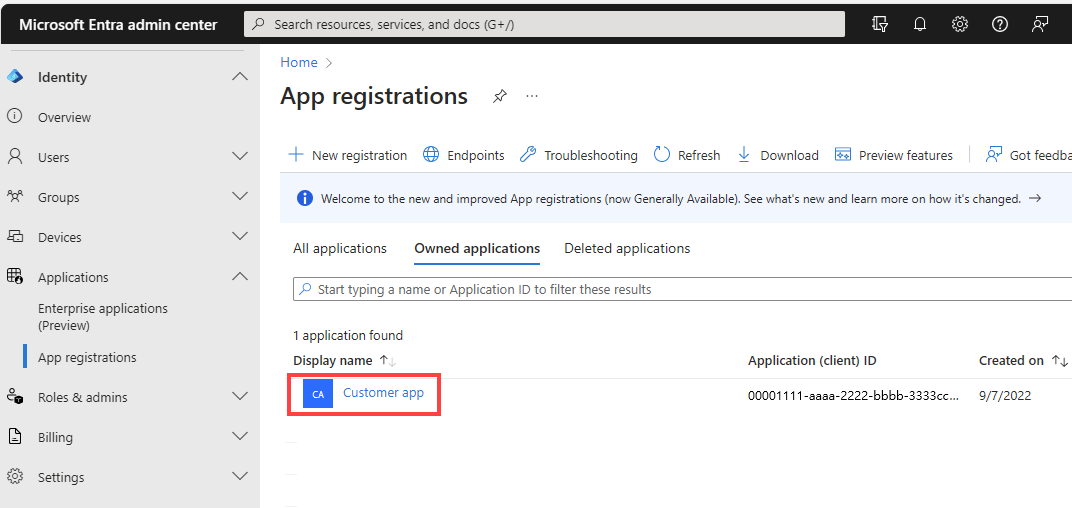 Microsoft Entra admin center
Search resources, services, and docs (G+/)
Identity
Overview
Users
Groups
Devices
Applications
Enterprise applications
(Preview)
App registrations
Roles & admins
Billing
Settings
Home
App registrations
New registration Endpoints Troubleshooting Refresh Download Preview features Got feedba
Welcome to the new and improved App registrations (now Generally Available). See what's new and learn more on how it's changed.
All applications Owned applications Deleted applications
Start typing a name or Application ID to filter these results
1 application found
Display name Application (client) ID Created on
CA Customer app 00001111-aaaa-2222-bbbb-3333cc... 9/7/2022